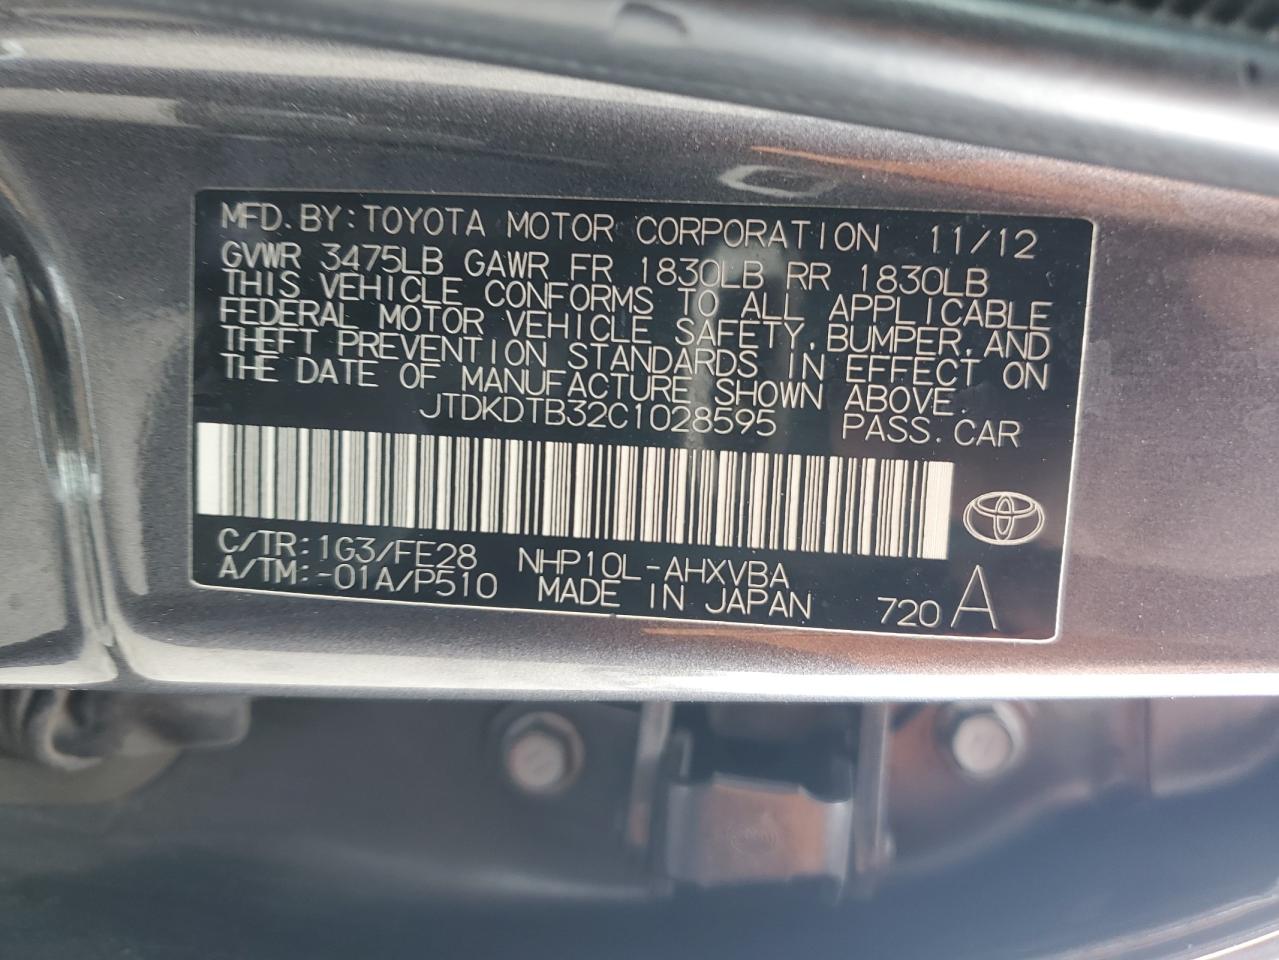 MFD. BY: TOYOTA MOTOR CORPORATION 11/12
GVWR 3475LB GAWR FR 1830LB RR 1830LB
THIS VEHICLE CONFORMS TO ALL APPLICABLE
FEDERAL MOTOR VEHICLE SAFETY, BUMPER, AND
THEFT PREVENTION STANDARDS IN EFFECT ON
THE DATE OF MANUFACTURE SHOWN ABOVE.
JTDKDTB32C1028595 PASS. CAR
C/TR: 1G3/FE28 NHP10L-AHXVBA
A/TM: -01A/P510 MADE IN JAPAN 720 A